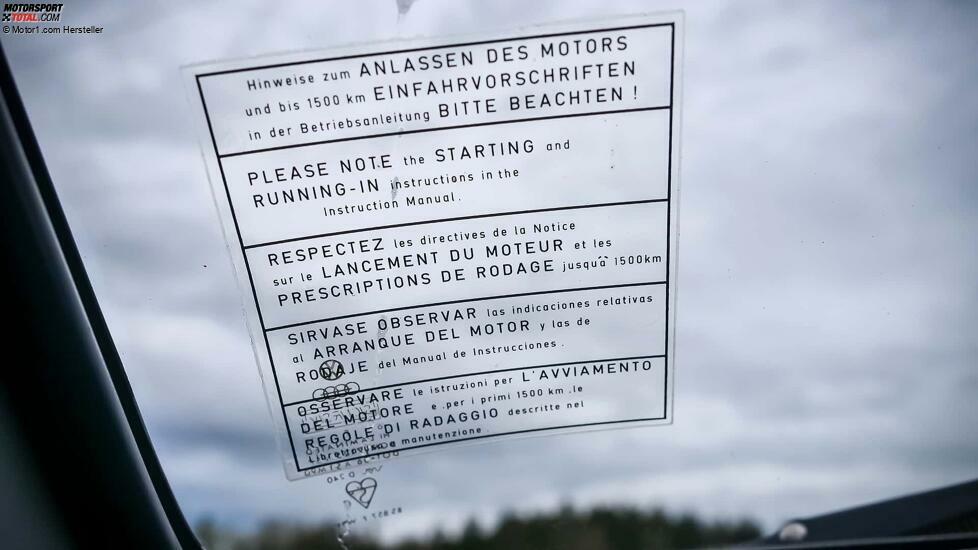 MOTORSPORT
TOTAL.COM
© Motor1.com Hersteller
Hinweise zum ANLASSEN DES MOTORS
und bis 1500 km EINFAHRVORSCHRIFTEN
in der Betriebsanleitung BITTE BEACHTEN !
PLEASE NOTE the STARTING and
RUNNING-IN instructions in the
Instruction Manual.
RESPECTEZ les directives de la Notice
sur le LANCEMENT DU MOTEUR et les
PRESCRIPTIONS DE RODAGE jusquà 1500km
SIRVASE OBSERVAR las indicaciones relativas
al ARRANQUE DEL MOTOR y las de
RODAJE del Manual de Instrucciones.
OSSERVARE le istruzioni per L'AVVIAMENTO
DEL MOTORE e.per i primi 1500 km.le
REGOLE DI RADAGGIO descritte nel
Libretto uso a manutenzione.